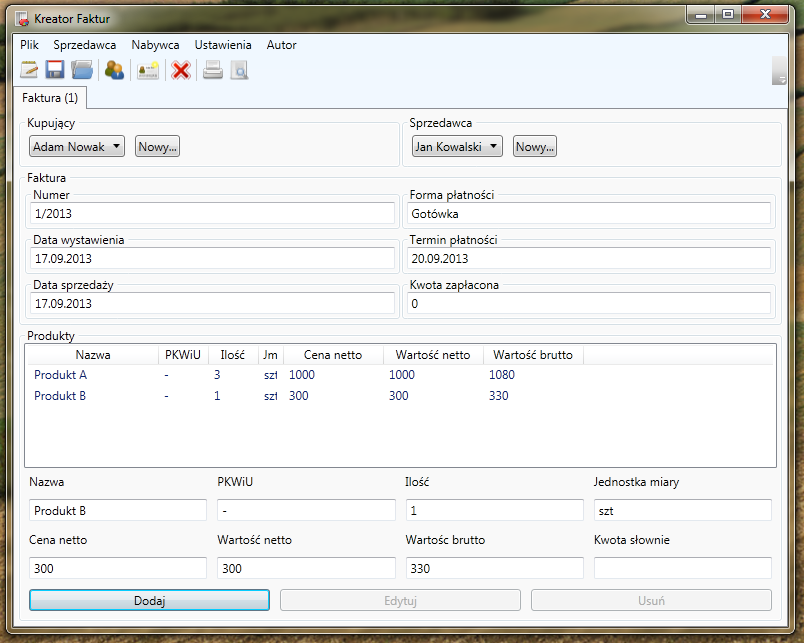 Kreator Faktur
Plik Sprzedawca Nabywca Ustawienia Autor
Faktura (1)
Kupujący Sprzedawca
Adam Nowak Nowy... Jan Kowalski Nowy...
Faktura
Numer Forma płatności
1/2013 Gotówka
Data wystawienia Termin płatności
17.09.2013 20.09.2013
Data sprzedaży Kwota zapłacona
17.09.2013 0
Produkty
Nazwa PKWiU Ilość Jm Cena netto Wartość netto Wartość brutto
Produkt A - 3 szt 1000 1000 1080
Produkt B - 1 szt 300 300 330
Nazwa PKWiU Ilość Jednostka miary
Produkt B - 1 szt
Cena netto Wartość netto Wartośc brutto Kwota słownie
300 300 330
Dodaj Edytuj Usuń